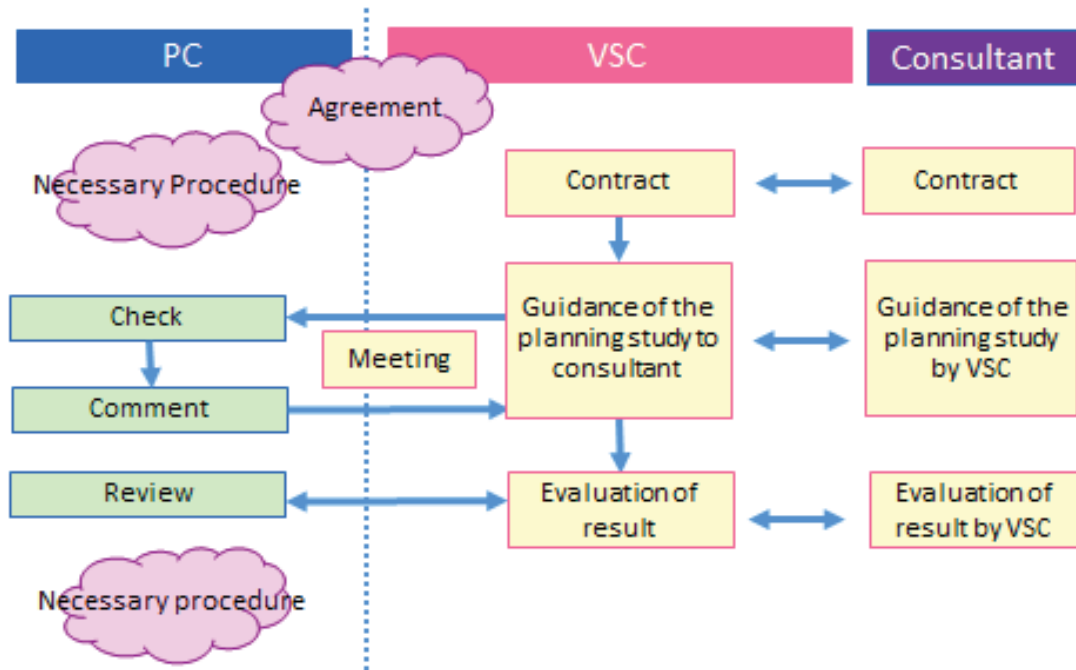 PC
VSC
Consultant
Agreement
Necessary Procedure
Contract
Contract
Check
Guidance of the
planning study to
consultant
Guidance of the
planning study
by VSC
Meeting
Comment
Review
Evaluation of
result
Evaluation of
result by VSC
Necessary procedure